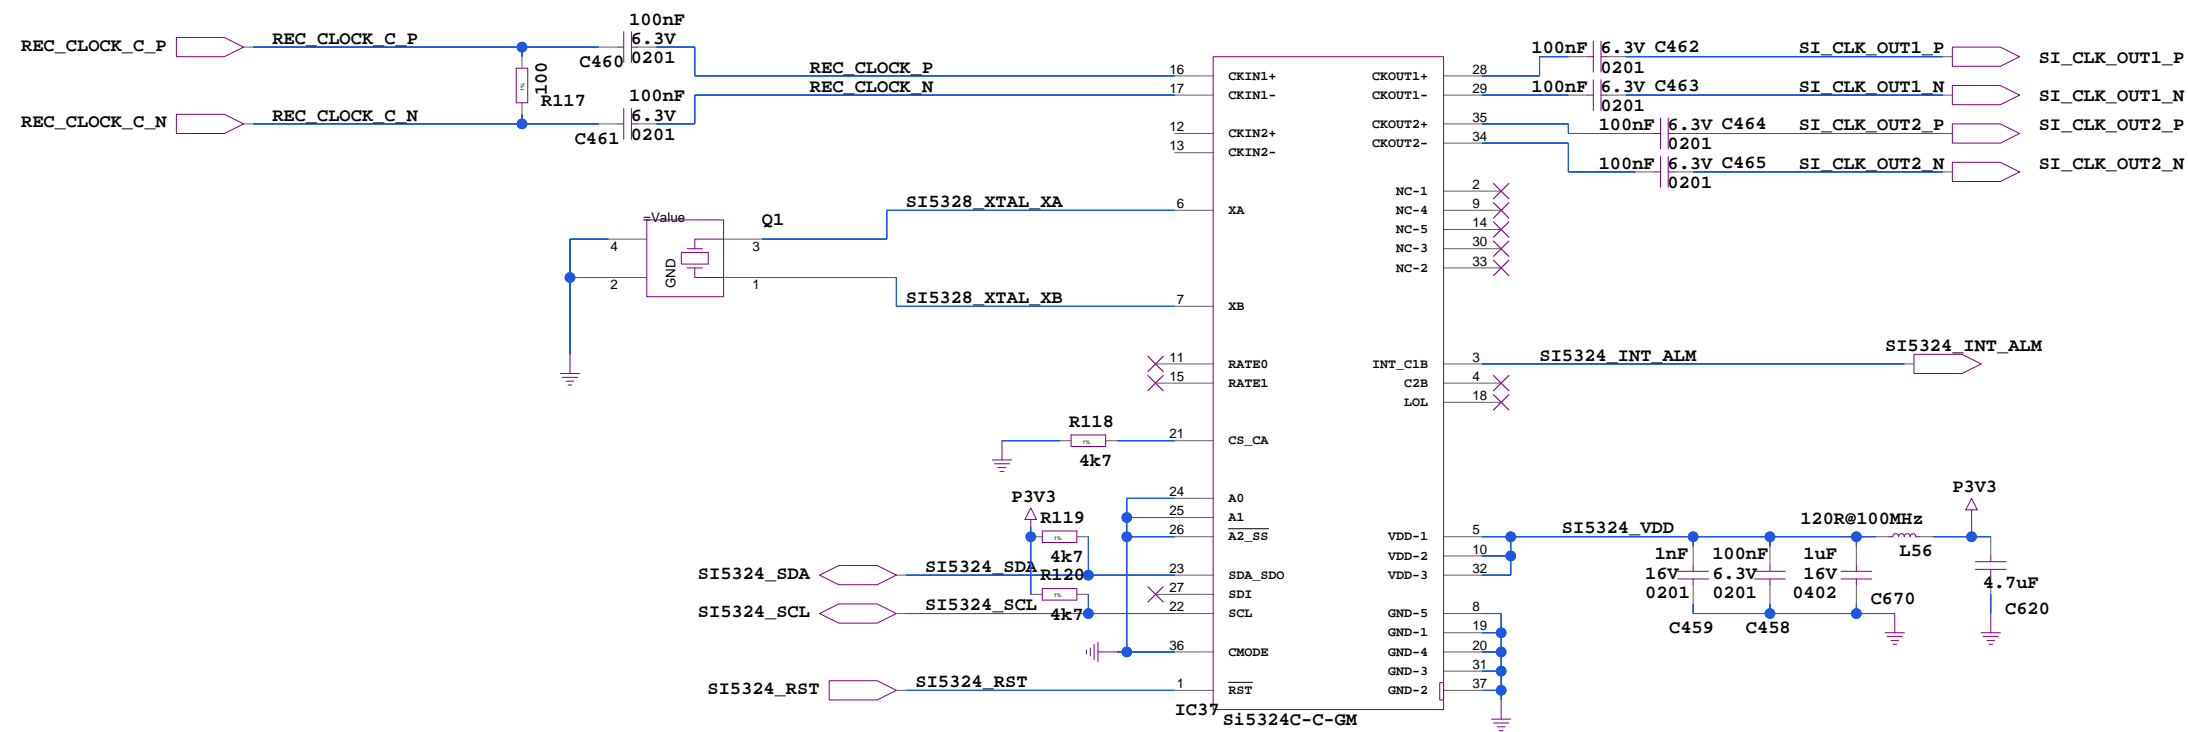 REC_CLOCK_C_P
REC_CLOCK_C_P
100nF
6.3V
0201
C460
1%
100
R117
REC_CLOCK_C_N
REC_CLOCK_C_N
100nF
6.3V
0201
C461
REC_CLOCK_P
REC_CLOCK_N
16
17
12
13
CKIN1+
CKIN1-
CKIN2+
CKIN2-
=Value
Q1
4
2
GND
3
1
SI5328_XTAL_XA
SI5328_XTAL_XB
6
7
XA
XB
11
15
RATE0
RATE1
R118
1%
4k7
21
CS_CA
24
25
26
A0
A1
A2_SS
P3V3
R119
1%
4k7
SI5324_SDA
SI5324_SDA
23
SDA_SDO
R120
1%
4k7
27
SDI
SI5324_SCL
SI5324_SCL
22
SCL
36
CMODE
SI5324_RST
SI5324_RST
1
RST
IC37
Si5324C-C-GM
CKOUT1+
CKOUT1-
CKOUT2+
CKOUT2-
28
29
35
34
100nF
6.3V C462
0201
SI_CLK_OUT1_P
SI_CLK_OUT1_P
100nF
6.3V C463
0201
SI_CLK_OUT1_N
SI_CLK_OUT1_N
100nF
6.3V C464
0201
SI_CLK_OUT2_P
SI_CLK_OUT2_P
100nF
6.3V C465
0201
SI_CLK_OUT2_N
SI_CLK_OUT2_N
NC-1
NC-4
NC-5
NC-3
NC-2
2
9
14
30
33
INT_C1B
C2B
LOL
3
4
18
SI5324_INT_ALM
SI5324_INT_ALM
VDD-1
VDD-2
VDD-3
5
10
32
SI5324_VDD
1nF
16V
0201
C459
100nF
6.3V
0201
C458
1uF
16V
0402
C670
120R@100MHz
L56
P3V3
4.7uF
C620
GND-5
GND-1
GND-4
GND-3
GND-2
8
19
20
31
37